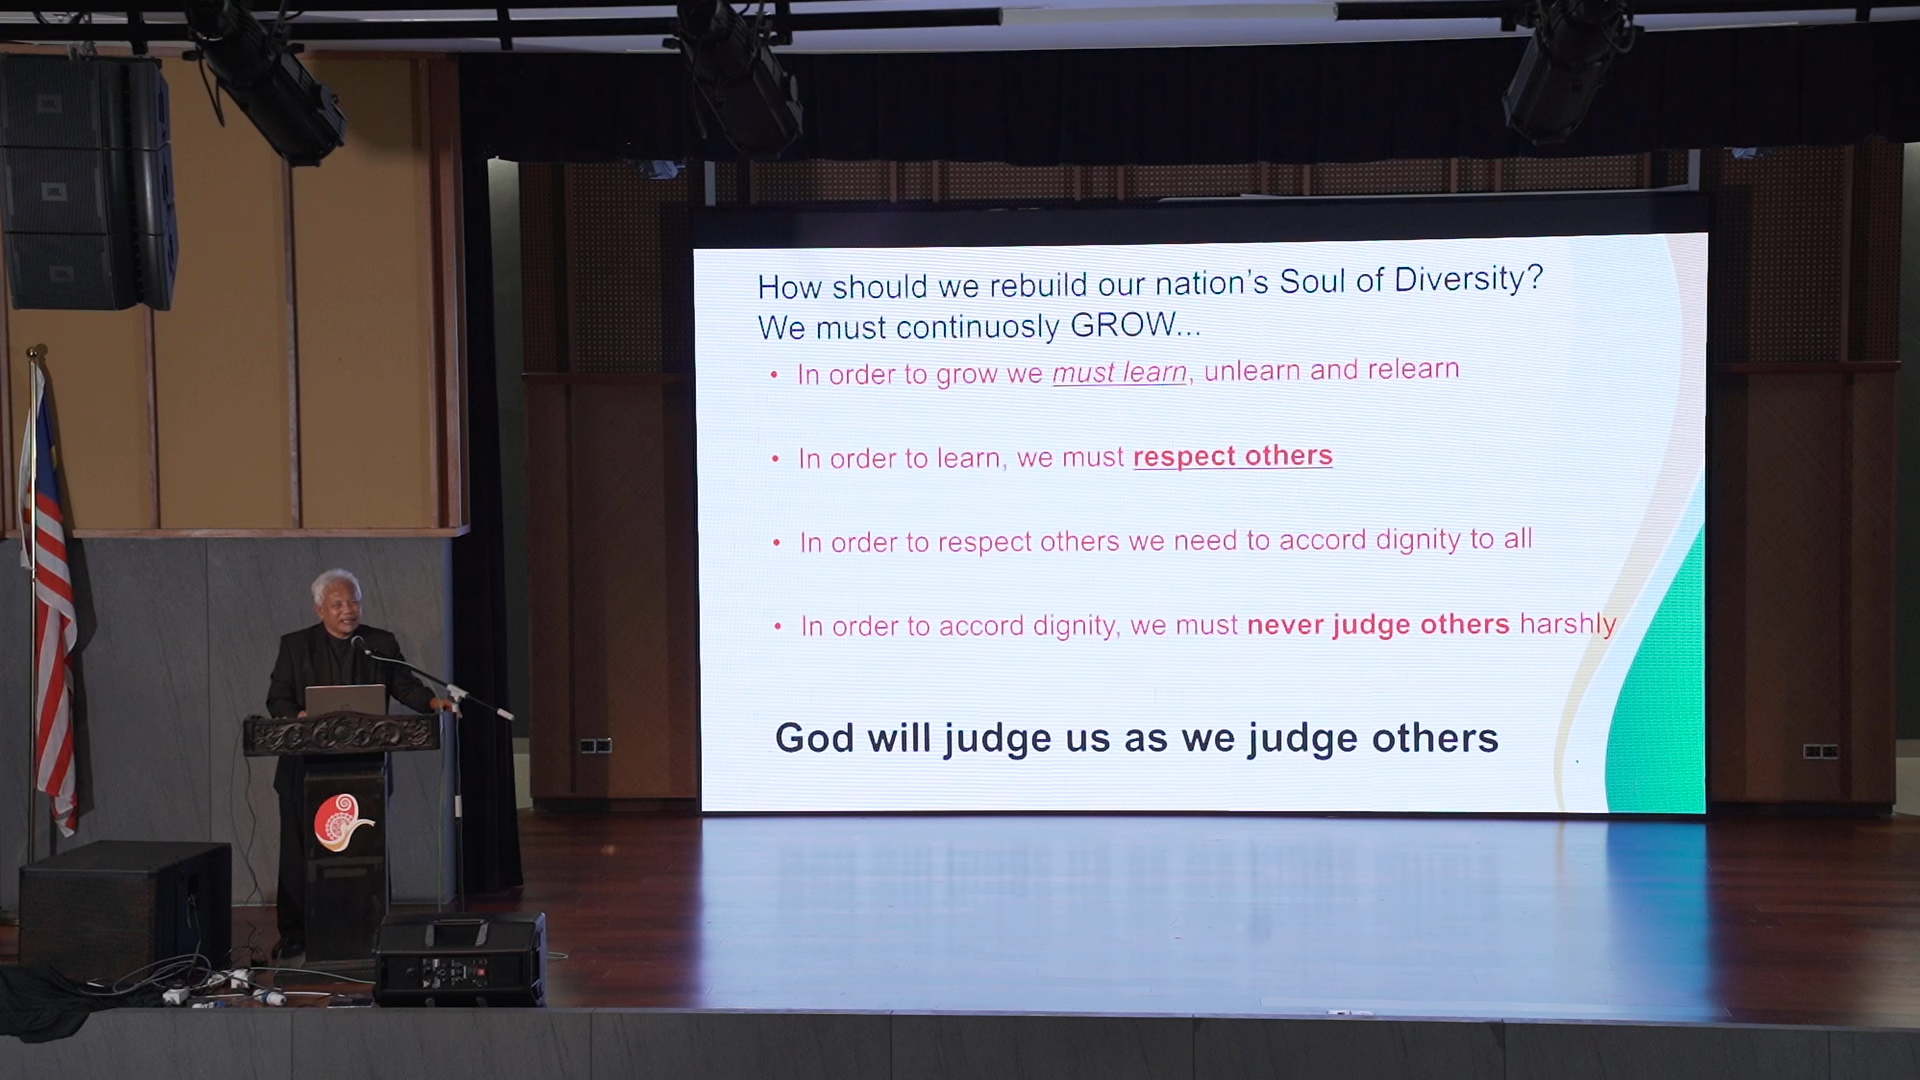 JBL
JBL
JBL
How should we rebuild our nation's Soul of Diversity?
We must continuosly GROW...
• In order to grow we must learn, unlearn and relearn
• In order to learn, we must respect others
• In order to respect others we need to accord dignity to all
• In order to accord dignity, we must never judge others harshly
God will judge us as we judge others